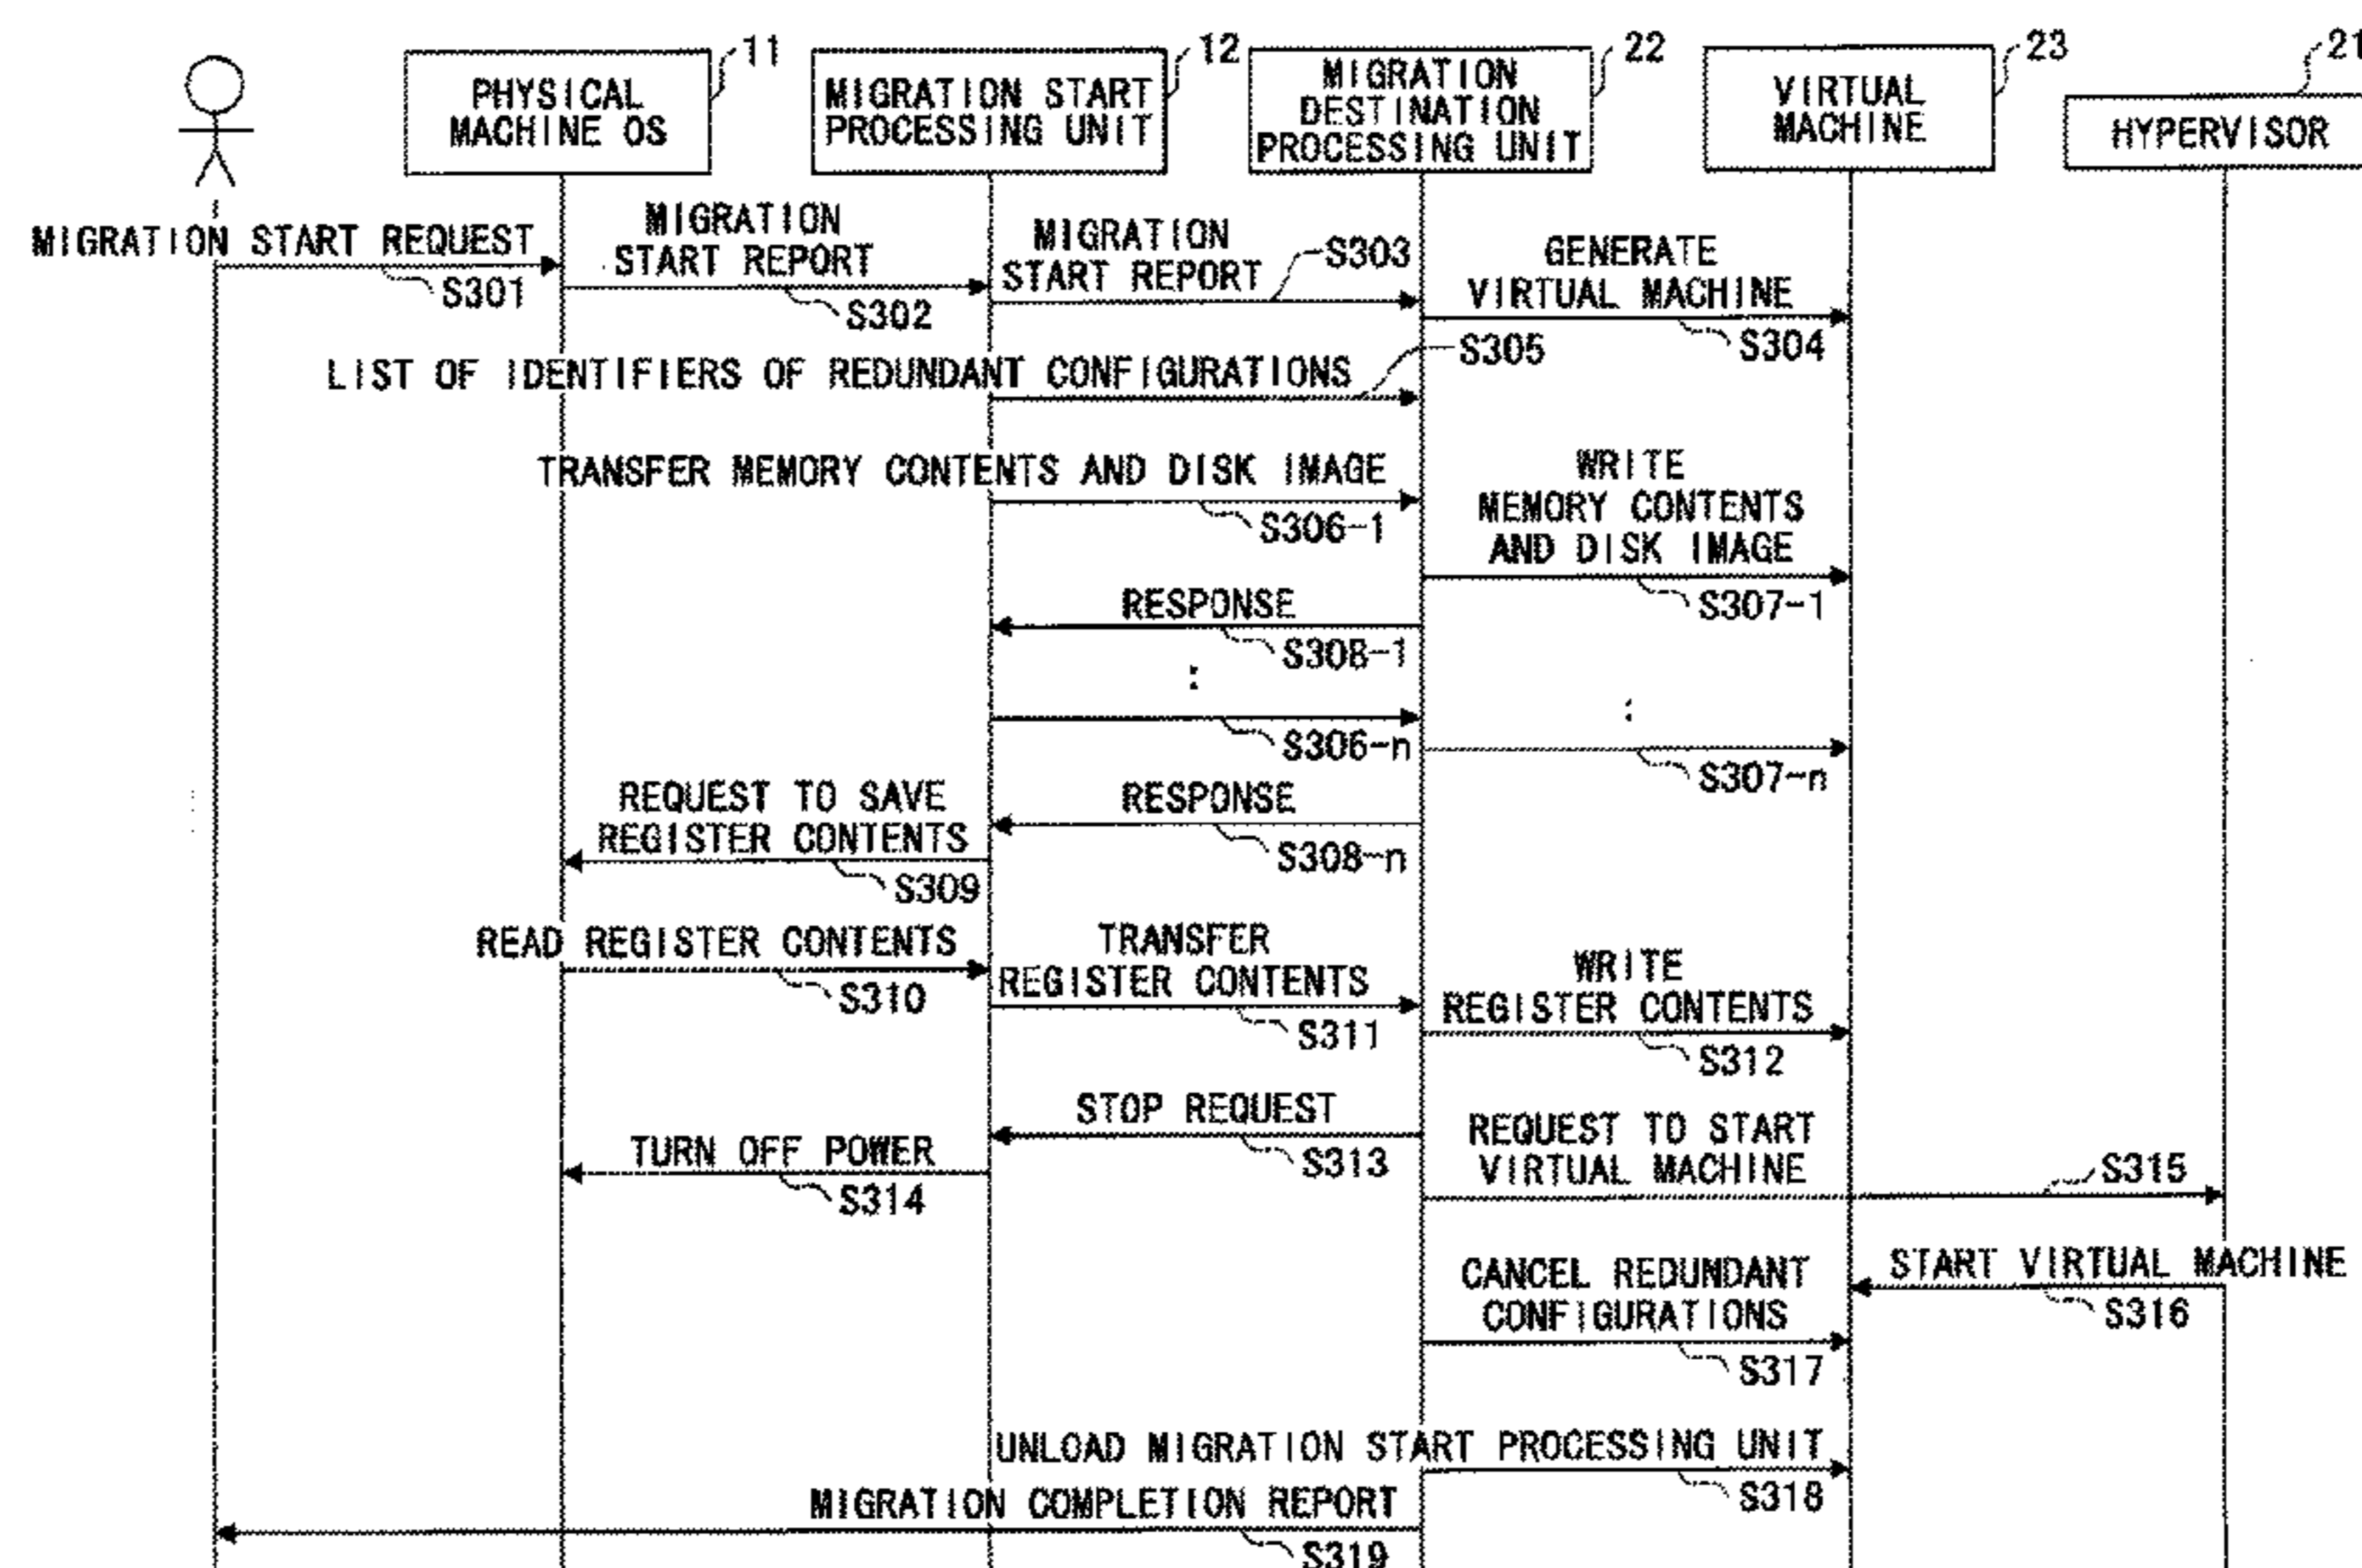 11
12
22
23
21
PHYSICAL
MACHINE OS
MIGRATION START
PROCESSING UNIT
MIGRATION
DESTINATION
PROCESSING UNIT
VIRTUAL
MACHINE
HYPERVISOR
MIGRATION START REQUEST
S301
MIGRATION
START REPORT
S302
MIGRATION
START REPORT
S303
GENERATE
VIRTUAL MACHINE
S304
LIST OF IDENTIFIERS OF REDUNDANT CONFIGURATIONS
S305
TRANSFER MEMORY CONTENTS AND DISK IMAGE
S306-1
WRITE
MEMORY CONTENTS
AND DISK IMAGE
S307-1
RESPONSE
S308-1
:
:
S306-n
S307-n
RESPONSE
S308-n
REQUEST TO SAVE
REGISTER CONTENTS
S309
READ REGISTER CONTENTS
S310
TRANSFER
REGISTER CONTENTS
S311
WRITE
REGISTER CONTENTS
S312
STOP REQUEST
S313
TURN OFF POWER
S314
REQUEST TO START
VIRTUAL MACHINE
S315
START VIRTUAL MACHINE
S316
CANCEL REDUNDANT
CONFIGURATIONS
S317
UNLOAD MIGRATION START PROCESSING UNIT
S318
MIGRATION COMPLETION REPORT
S319